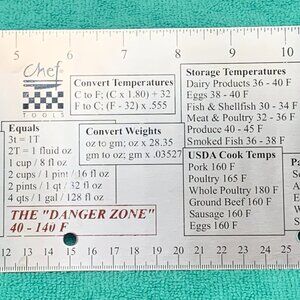 5 6 7 8 9 10
Chef
TOOLS
Convert Temperatures
C to F; (C x 1.80) + 32
F to C; (F - 32) x .555
Storage Temperatures
Dairy Products 36 - 40 F
Eggs 38 - 40 F
Fish & Shellfish 30 - 34 F
Meat & Poultry 32 - 36 F
Produce 40 - 45 F
Smoked Fish 36 - 38 F
Equals
3t = 1T
2T = 1 fluid oz
1 cup / 8 fl oz
2 cups / 1 pint / 16 fl oz
2 pints / 1 qt / 32 fl oz
4 qts / 1 gal / 128 fl oz
Convert Weights
oz to gm; oz x 28.35
gm to oz; gm x .03527
USDA Cook Temps
Pork 160 F
Poultry 165 F
Whole Poultry 180 F
Ground Beef 160 F
Sausage 160 F
Eggs 160 F
THE "DANGER ZONE"
40 - 140 F
12 13 14 15 16 17 18 19 20 21 22 23 24 25